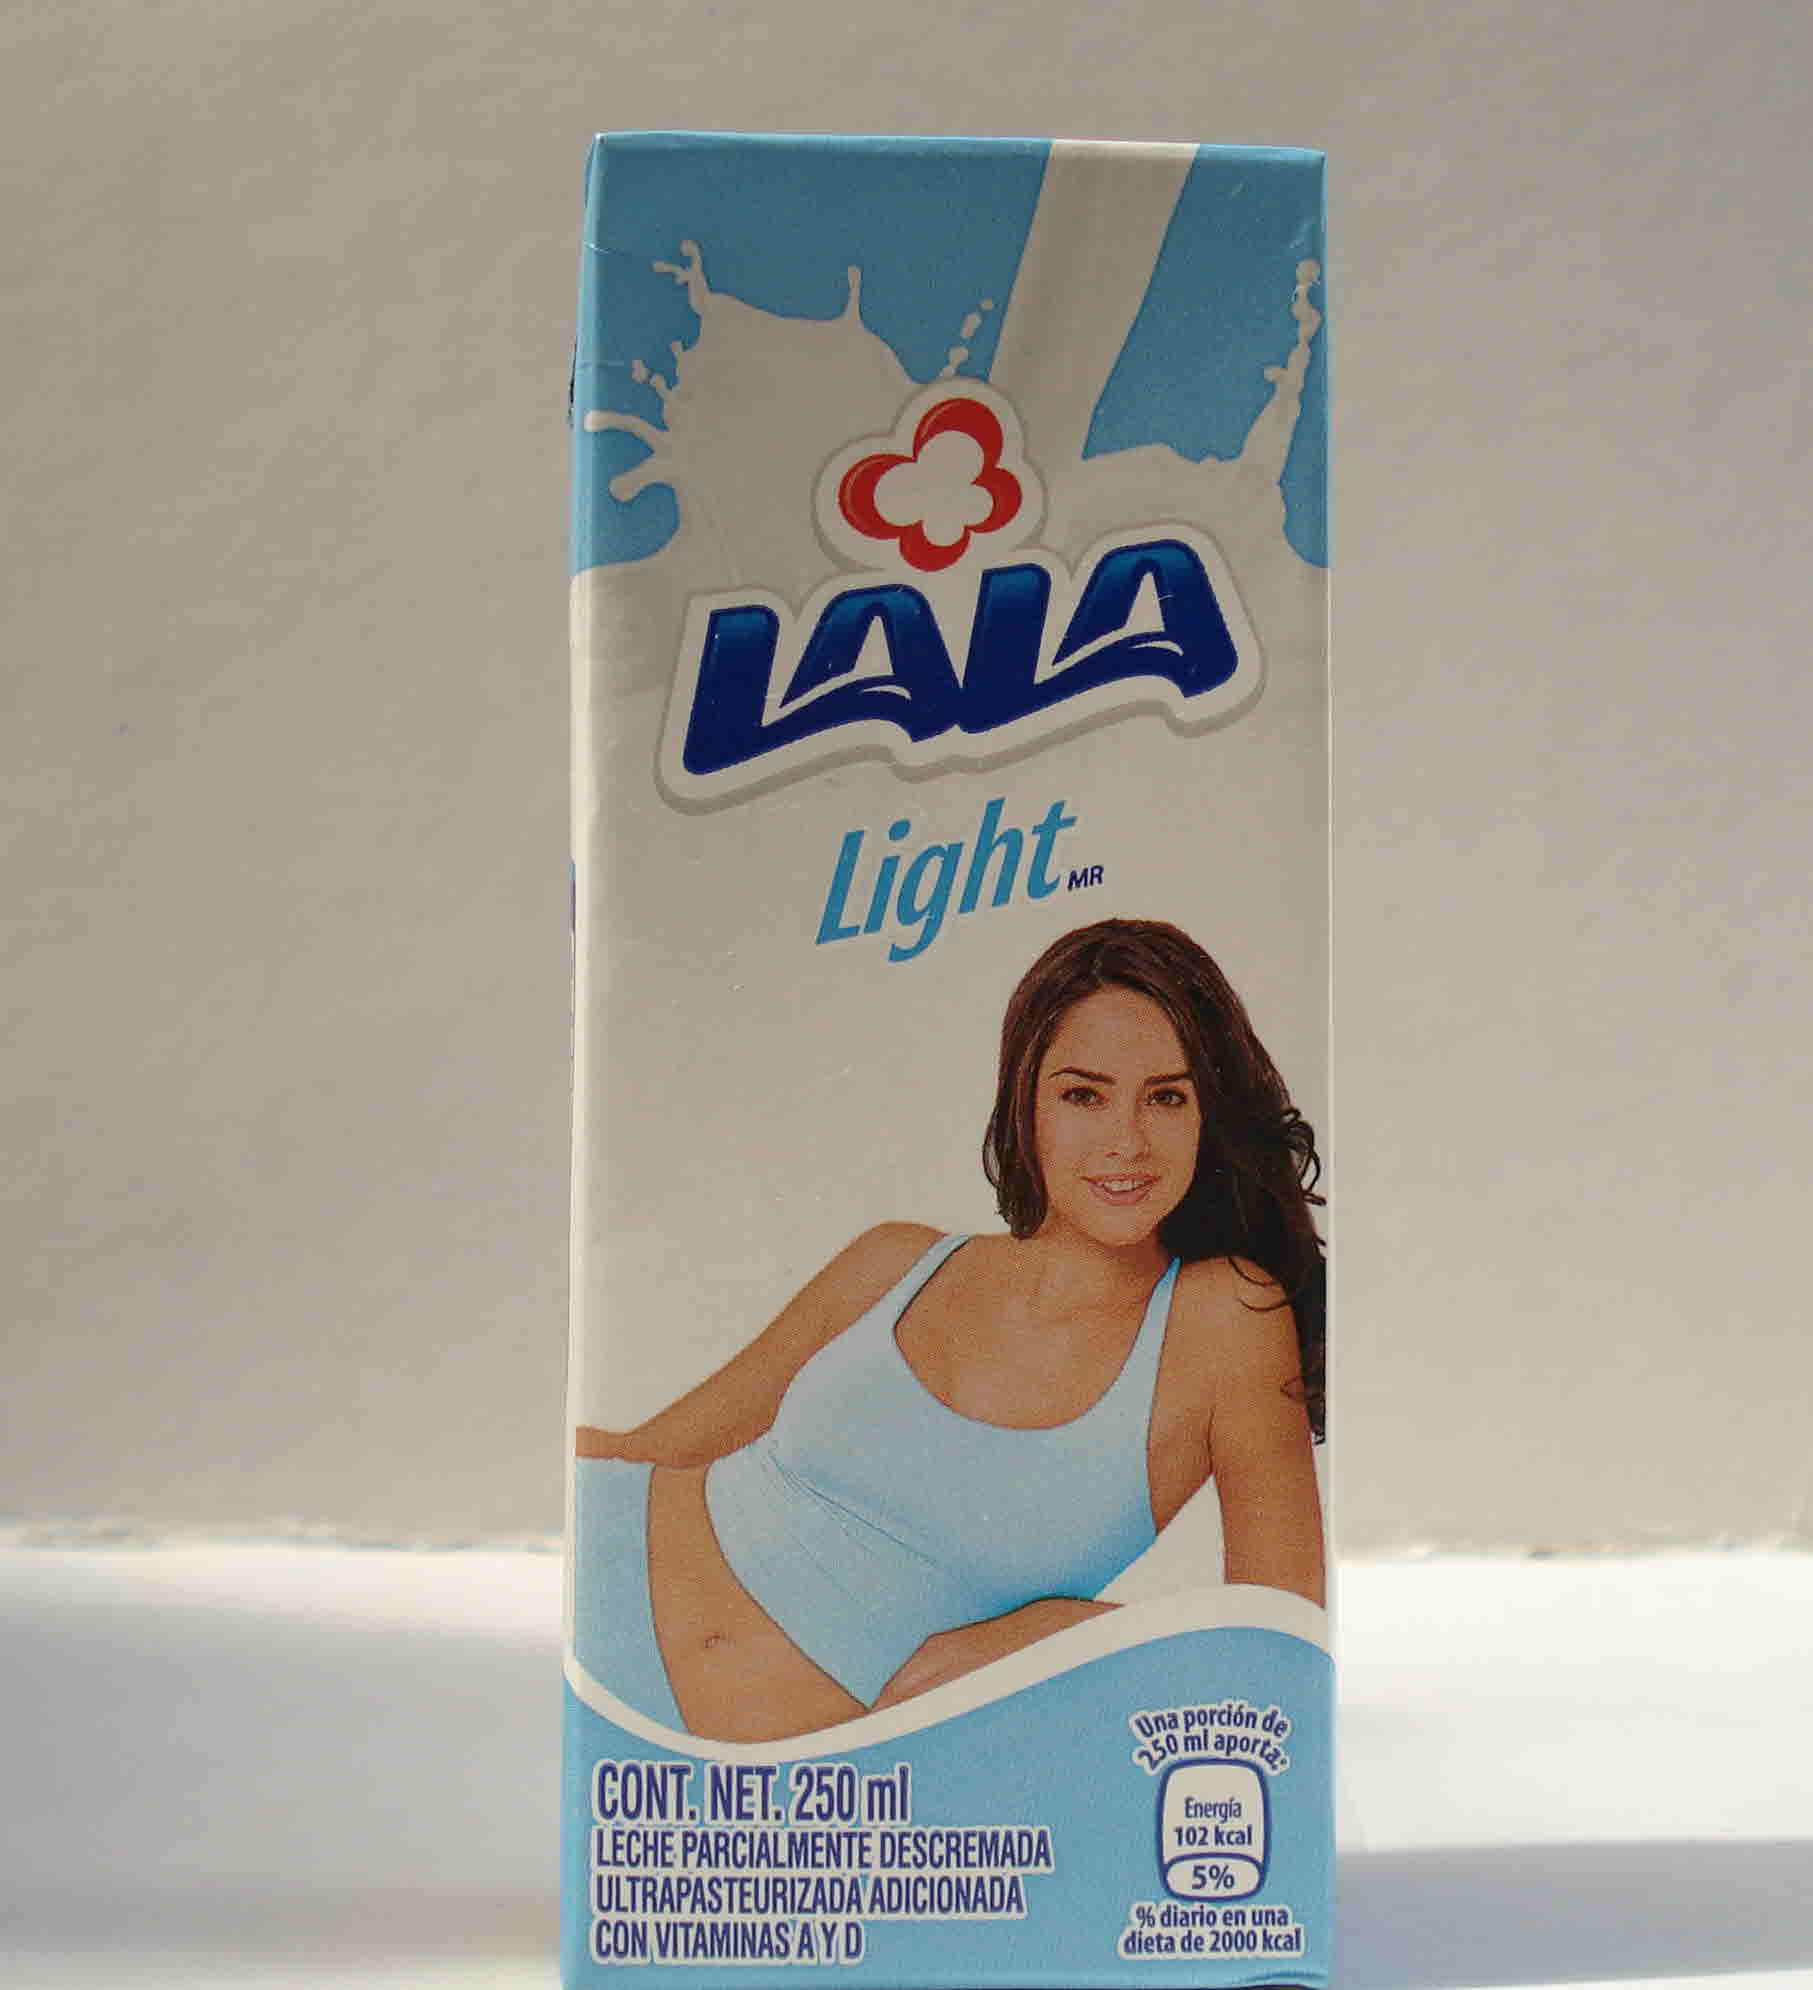 LALA
Light MR
CONT. NET. 250 ml
LECHE PARCIALMENTE DESCREMADA
ULTRAPASTEURIZADA ADICIONADA
CON VITAMINAS A Y D
Una porción de
250 ml aporta:
Energía
102 kcal
5%
% diario en una
dieta de 2000 kcal